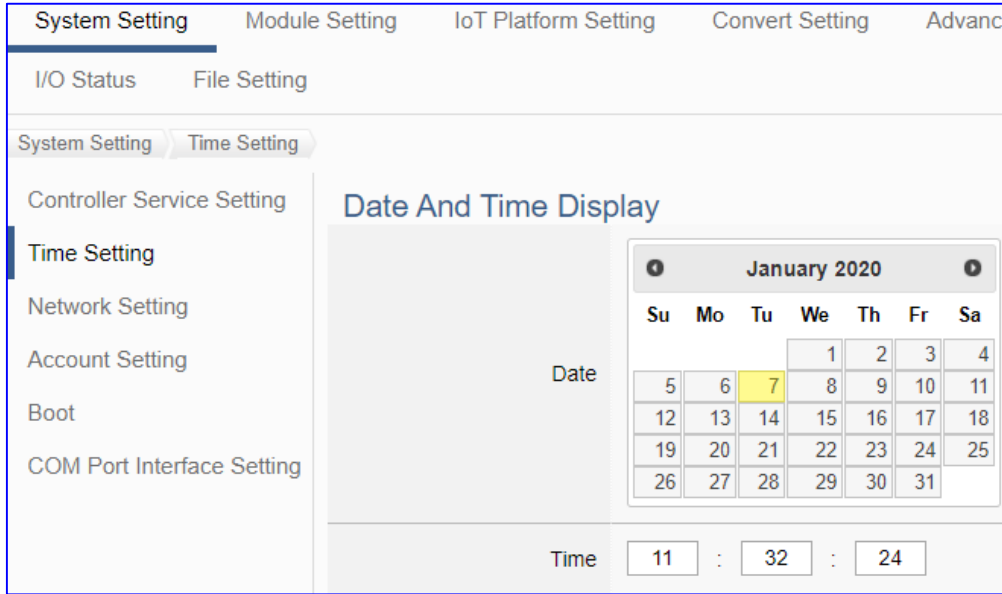 System Setting Module Setting IoT Platform Setting Convert Setting Advanc
I/O Status File Setting
System Setting Time Setting
Controller Service Setting
Time Setting
Network Setting
Account Setting
Boot
COM Port Interface Setting
Date And Time Display
Date
January 2020
Su Mo Tu We Th Fr Sa
1 2 3 4
5 6 7 8 9 10 11
12 13 14 15 16 17 18
19 20 21 22 23 24 25
26 27 28 29 30 31
Time 11 : 32 : 24